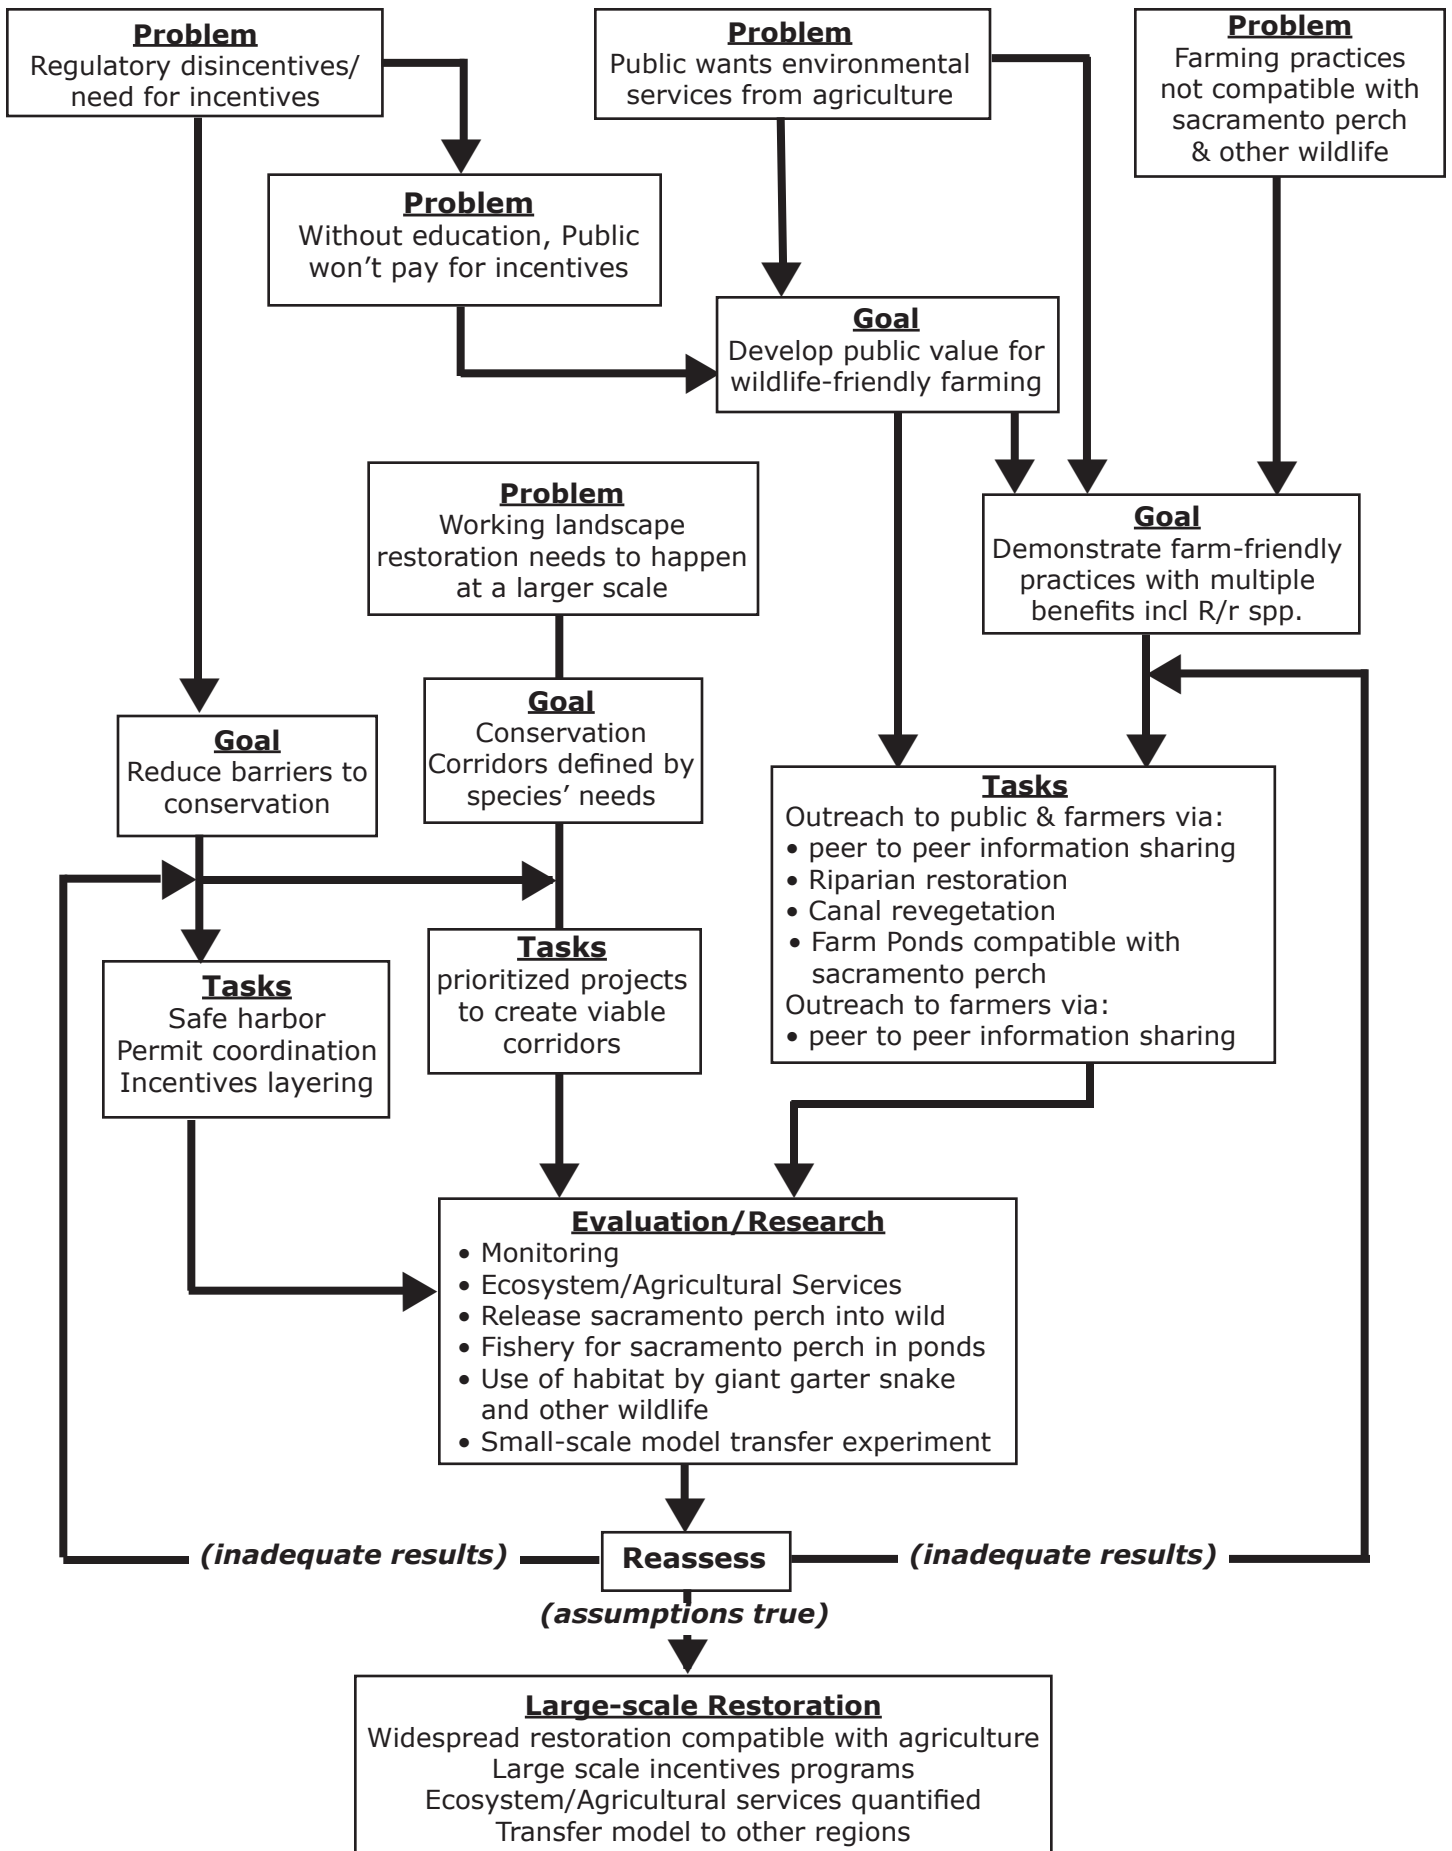 Problem
Regulatory disincentives/
need for incentives
Problem
Public wants environmental
services from agriculture
Problem
Farming practices
not compatible with
sacramento perch
& other wildlife
Problem
Without education, Public
won't pay for incentives
Goal
Develop public value for
wildlife-friendly farming
Problem
Working landscape
restoration needs to happen
at a larger scale
Goal
Demonstrate farm-friendly
practices with multiple
benefits incl R/r spp.
Goal
Reduce barriers to
conservation
Goal
Conservation
Corridors defined by
species' needs
Tasks
Outreach to public & farmers via:
• peer to peer information sharing
• Riparian restoration
• Canal revegetation
• Farm Ponds compatible with
sacramento perch
Outreach to farmers via:
• peer to peer information sharing
Tasks
Safe harbor
Permit coordination
Incentives layering
Tasks
prioritized projects
to create viable
corridors
Evaluation/Research
• Monitoring
• Ecosystem/Agricultural Services
• Release sacramento perch into wild
• Fishery for sacramento perch in ponds
• Use of habitat by giant garter snake
and other wildlife
• Small-scale model transfer experiment
(inadequate results)
Reassess
(inadequate results)
(assumptions true)
Large-scale Restoration
Widespread restoration compatible with agriculture
Large scale incentives programs
Ecosystem/Agricultural services quantified
Transfer model to other regions